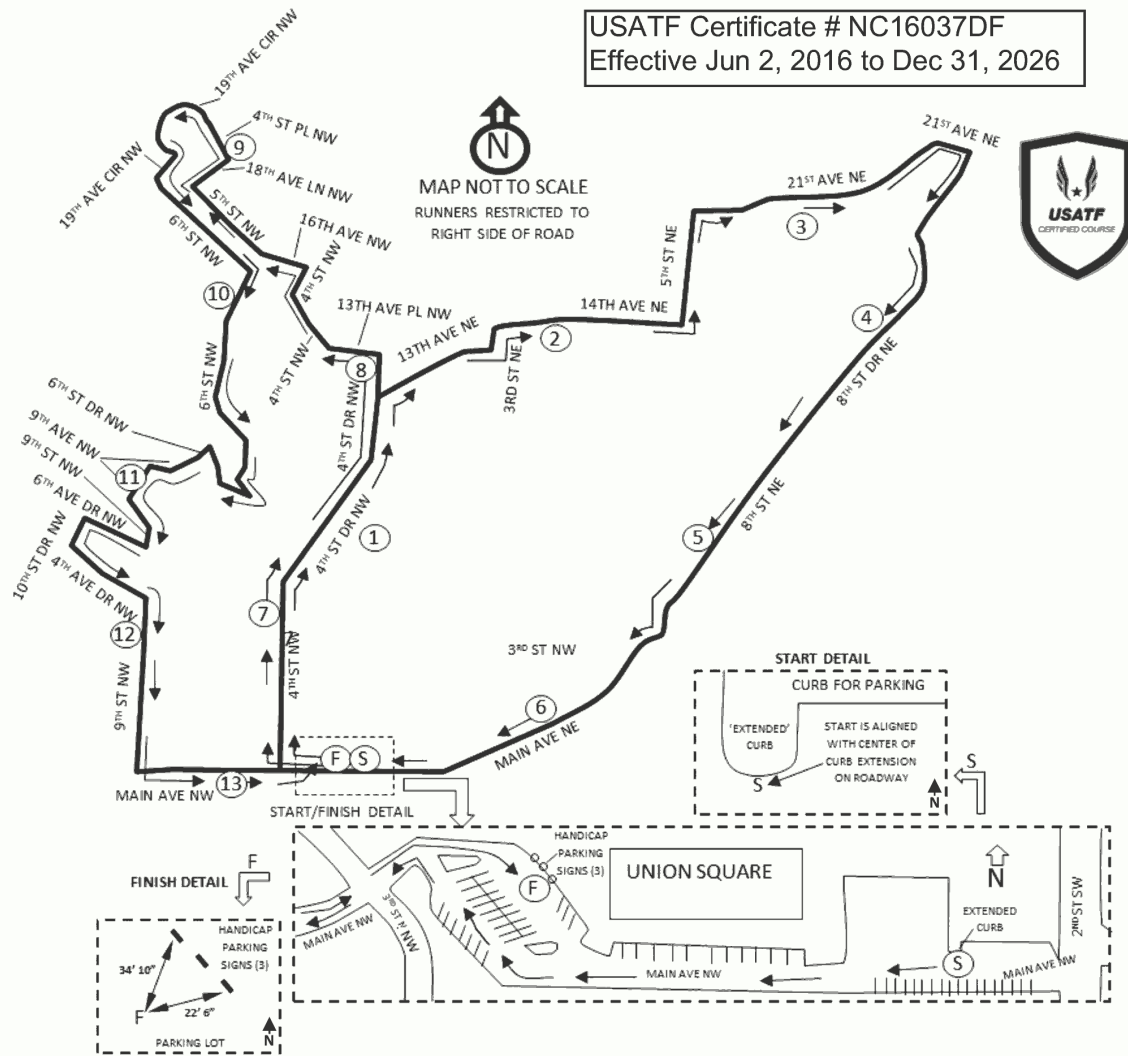 USATF Certificate # NC16037DF
Effective Jun 2, 2016 to Dec 31, 2026
19TH AVE CIR NW
4TH ST PL NW
9
18TH AVE LN NW
19TH AVE CIR NW
5TH ST NW
6TH ST NW
16TH AVE NW
4TH ST NW
10
13TH AVE PL NW
N
MAP NOT TO SCALE
RUNNERS RESTRICTED TO
RIGHT SIDE OF ROAD
21ST AVE NE
21ST AVE NE
3
USATF
CERTIFIED COURSE
5TH ST NE
14TH AVE NE
2
13TH AVE NE
3RD ST NE
4
8TH ST DR NE
8
4TH ST NW
6TH ST NW
4TH ST DR NW
6TH ST DR NW
9TH AVE NW
9TH ST NW
11
6TH AVE DR NW
10TH ST DR NW
4TH AVE DR NW
4TH ST DR NW
1
8TH ST NE
5
7
12
9TH ST NW
4TH ST NW
3RD ST NW
6
MAIN AVE NE
F S
13
MAIN AVE NW
START/FINISH DETAIL
START DETAIL
CURB FOR PARKING
'EXTENDED'
CURB
START IS ALIGNED
WITH CENTER OF
CURB EXTENSION
ON ROADWAY
S
N
S
FINISH DETAIL
F
HANDICAP
PARKING
SIGNS (3)
34' 10"
22' 6"
F
N
PARKING LOT
HANDICAP
PARKING
SIGNS (3)
F
UNION SQUARE
N
EXTENDED
CURB
S
2ND ST SW
MAIN AVE NW
MAIN AVE NW
MAIN AVE NW
3RD ST N NW